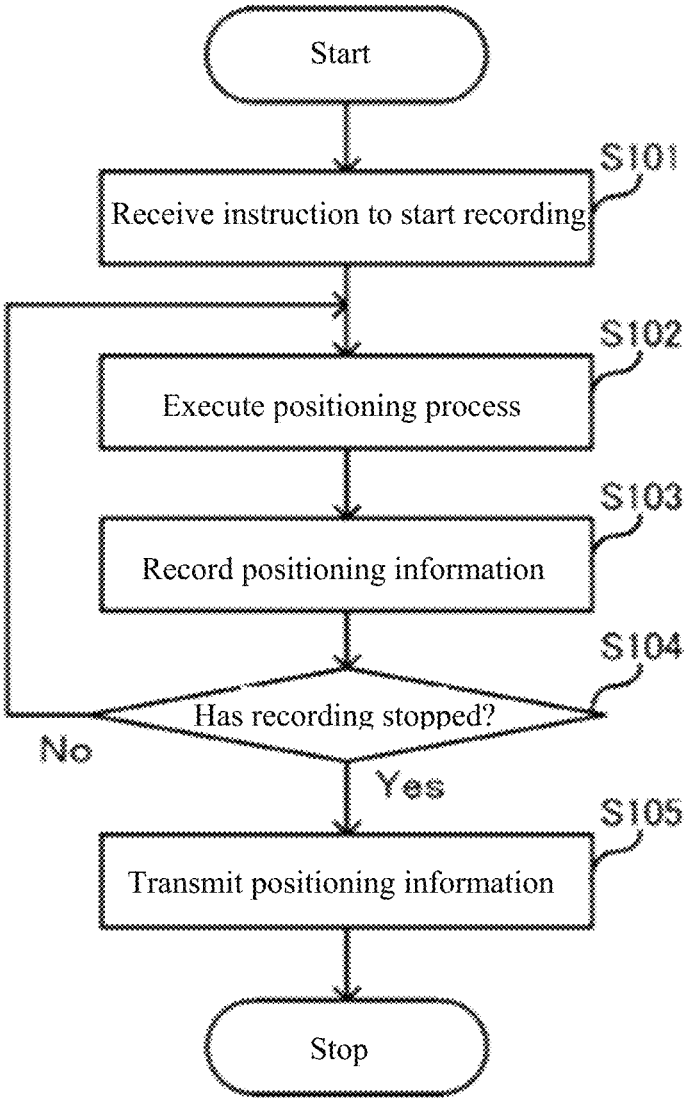 Start
S101
Receive instruction to start recording
S102
Execute positioning process
S103
Record positioning information
S104
Has recording stopped?
No
Yes
S105
Transmit positioning information
Stop